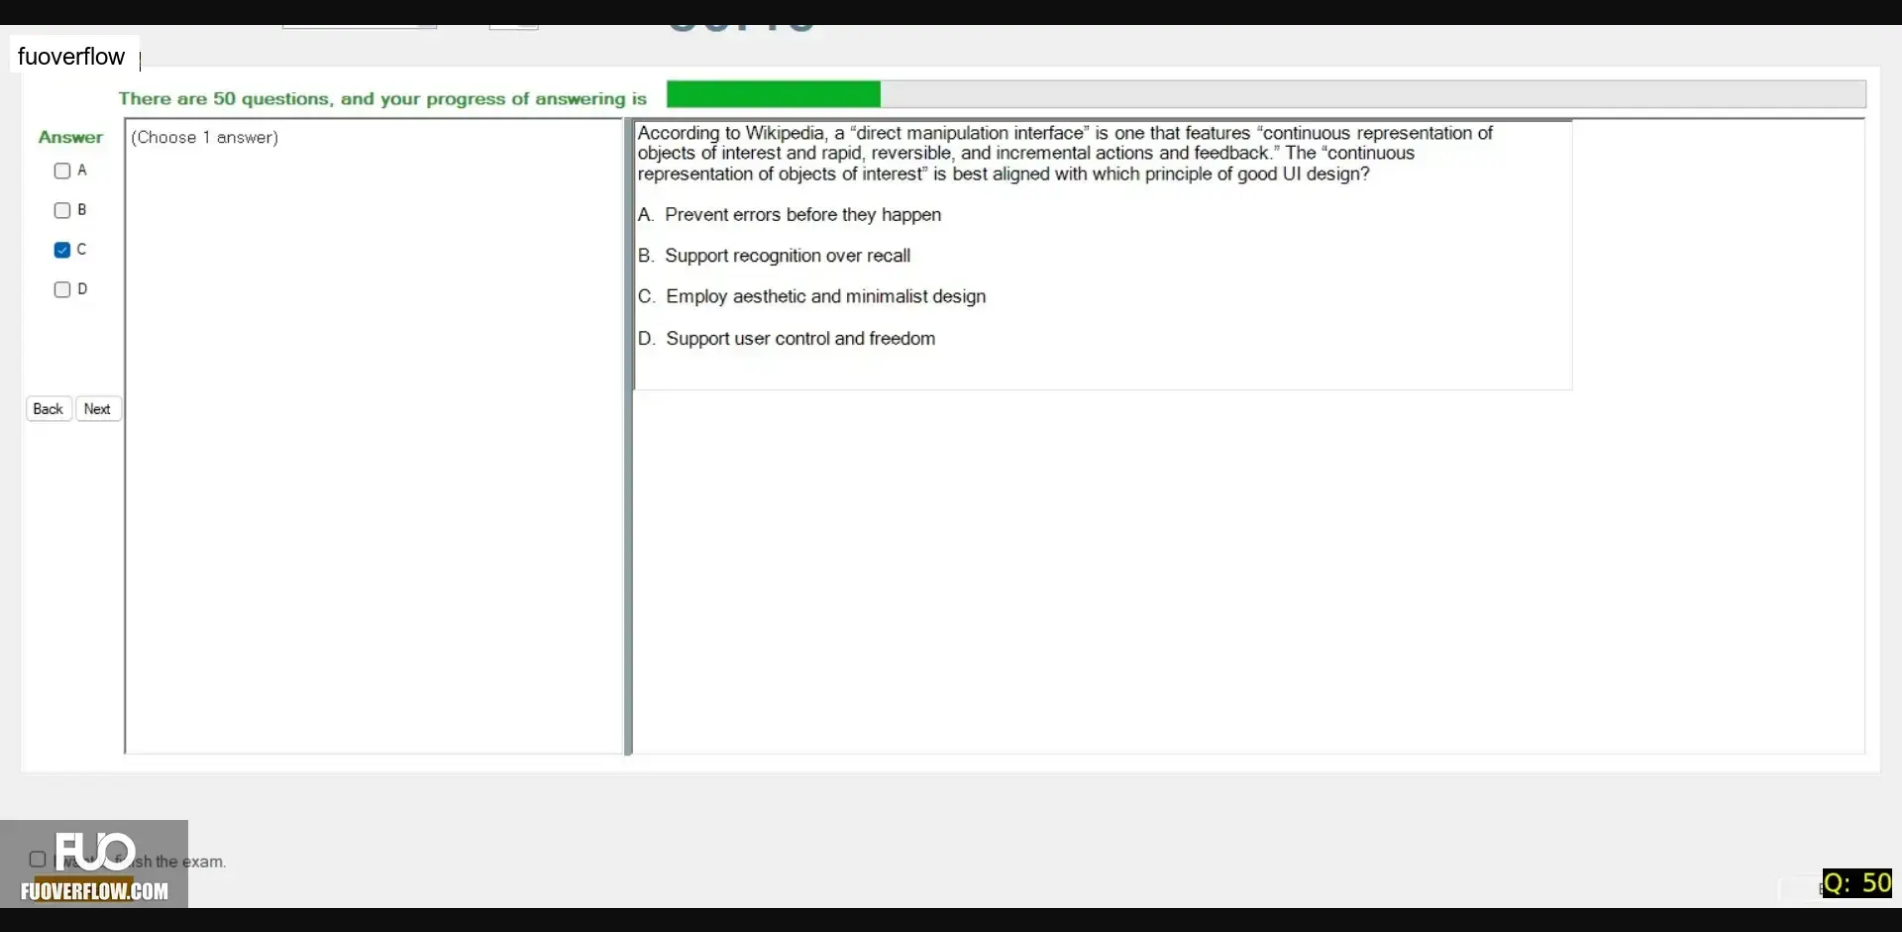 fuoverflow
There are 50 questions, and your progress of answering is
Answer
(Choose 1 answer)
A
B
C
D
Back Next
According to Wikipedia, a “direct manipulation interface” is one that features “continuous representation of
objects of interest and rapid, reversible, and incremental actions and feedback.” The “continuous
representation of objects of interest” is best aligned with which principle of good UI design?
A. Prevent errors before they happen
B. Support recognition over recall
C. Employ aesthetic and minimalist design
D. Support user control and freedom
FUO
the exam.
FUOVERFLOW.COM
Q: 50